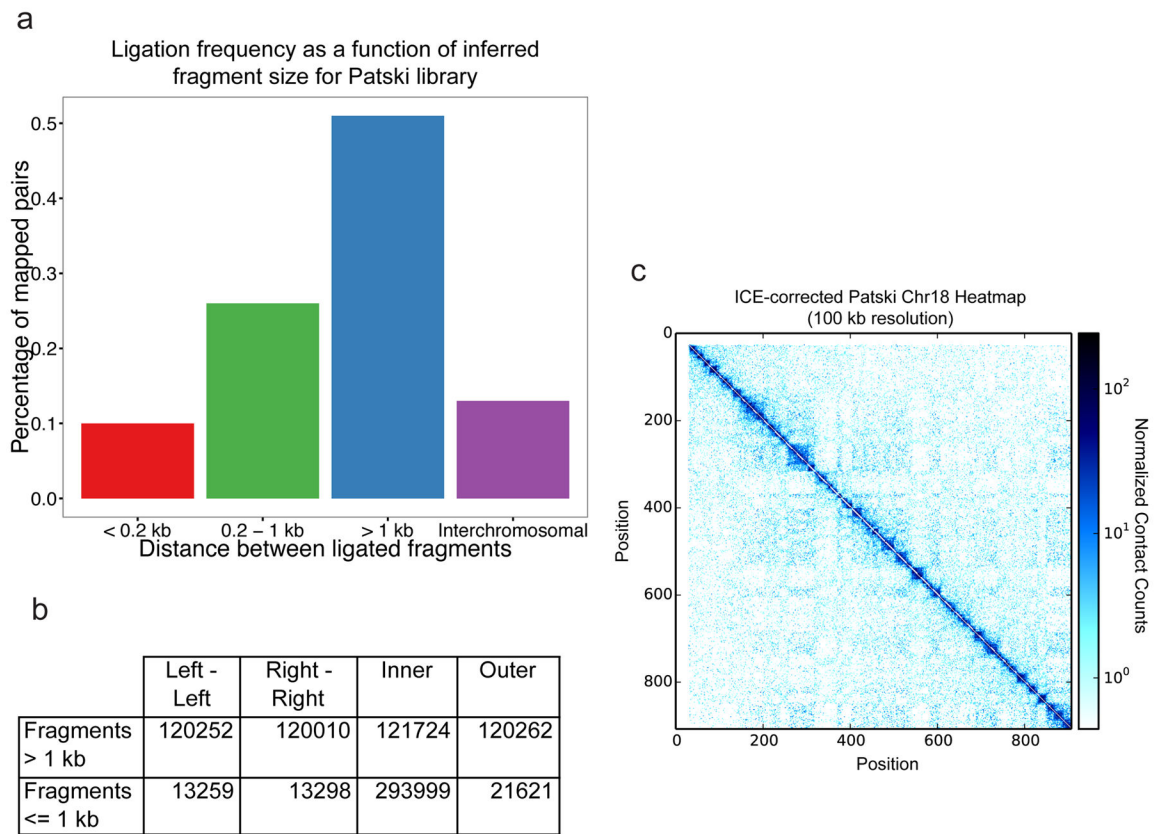 a
Ligation frequency as a function of inferred
fragment size for Patski library
Percentage of mapped pairs
0.5
0.4
0.3
0.2
0.1
0.0
< 0.2 kb
0.2 – 1 kb
> 1 kb
Interchromosomal
Distance between ligated fragments
b
Left - Left
Right - Right
Inner
Outer
Fragments > 1 kb
120252
120010
121724
120262
Fragments <= 1 kb
13259
13298
293999
21621
c
ICE-corrected Patski Chr18 Heatmap
(100 kb resolution)
Position
0
200
400
600
800
0
200
400
600
800
Position
10²
10¹
10⁰
Normalized Contact Counts